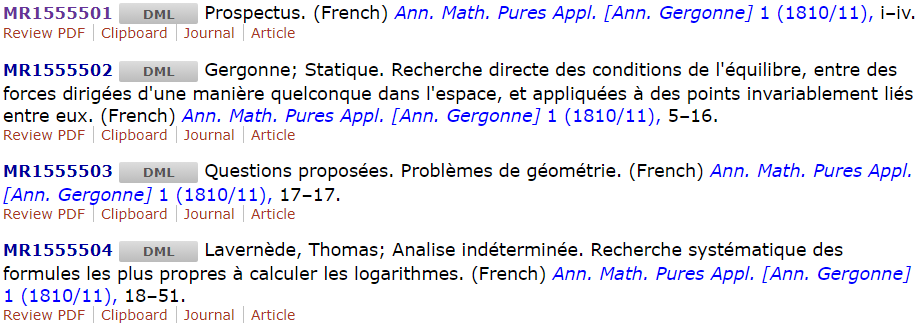 MR1555501 DML Prospectus. (French) Ann. Math. Pures Appl. [Ann. Gergonne] 1 (1810/11), i–iv.
Review PDF | Clipboard | Journal | Article
MR1555502 DML Gergonne; Statique. Recherche directe des conditions de l'équilibre, entre des
forces dirigées d'une manière quelconque dans l'espace, et appliquées à des points invariablement liés
entre eux. (French) Ann. Math. Pures Appl. [Ann. Gergonne] 1 (1810/11), 5–16.
Review PDF | Clipboard | Journal | Article
MR1555503 DML Questions proposées. Problèmes de géométrie. (French) Ann. Math. Pures Appl.
[Ann. Gergonne] 1 (1810/11), 17–17.
Review PDF | Clipboard | Journal | Article
MR1555504 DML Lavernède, Thomas; Analise indéterminée. Recherche systématique des
formules les plus propres à calculer les logarithmes. (French) Ann. Math. Pures Appl. [Ann. Gergonne]
1 (1810/11), 18–51.
Review PDF | Clipboard | Journal | Article